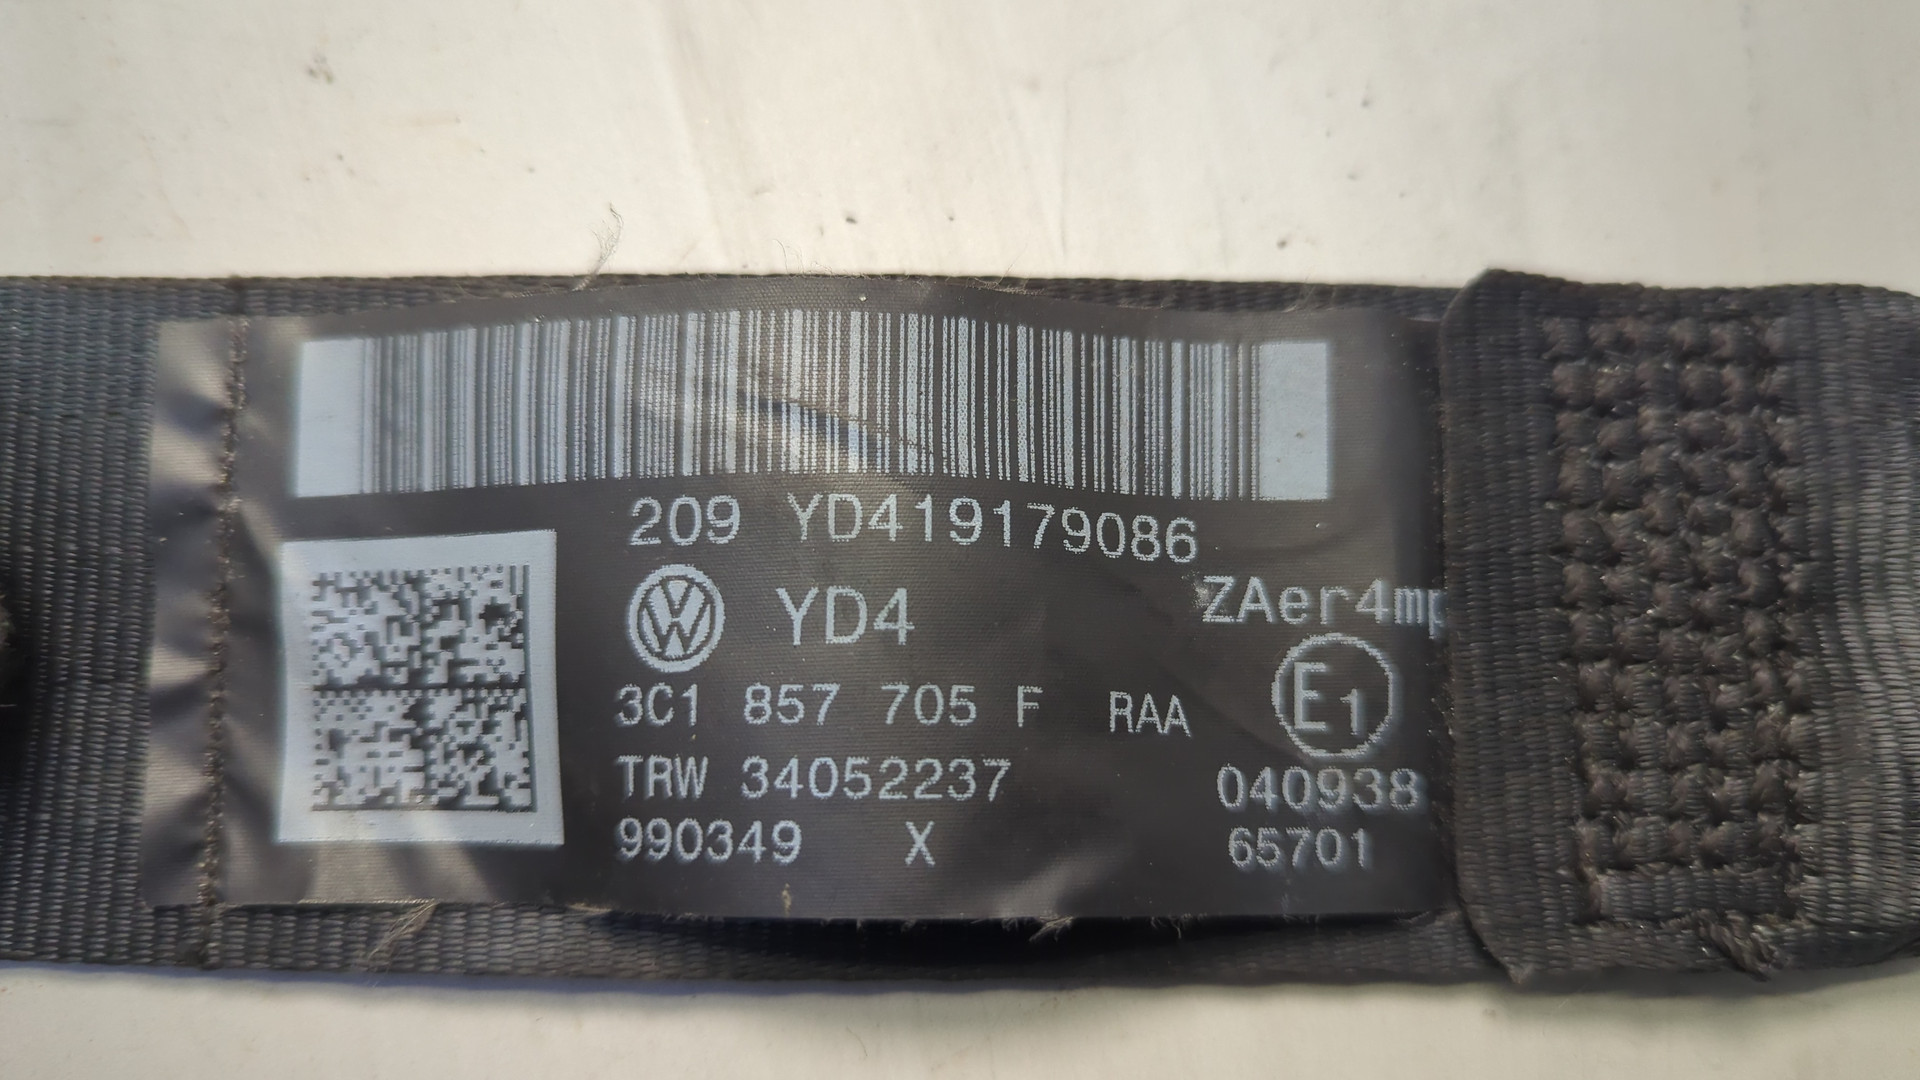 209 YD419179086
YD4
ZAer4mp
3C1 857 705 F RAA
E1
TRW 34052237
040938
990349 X
65701